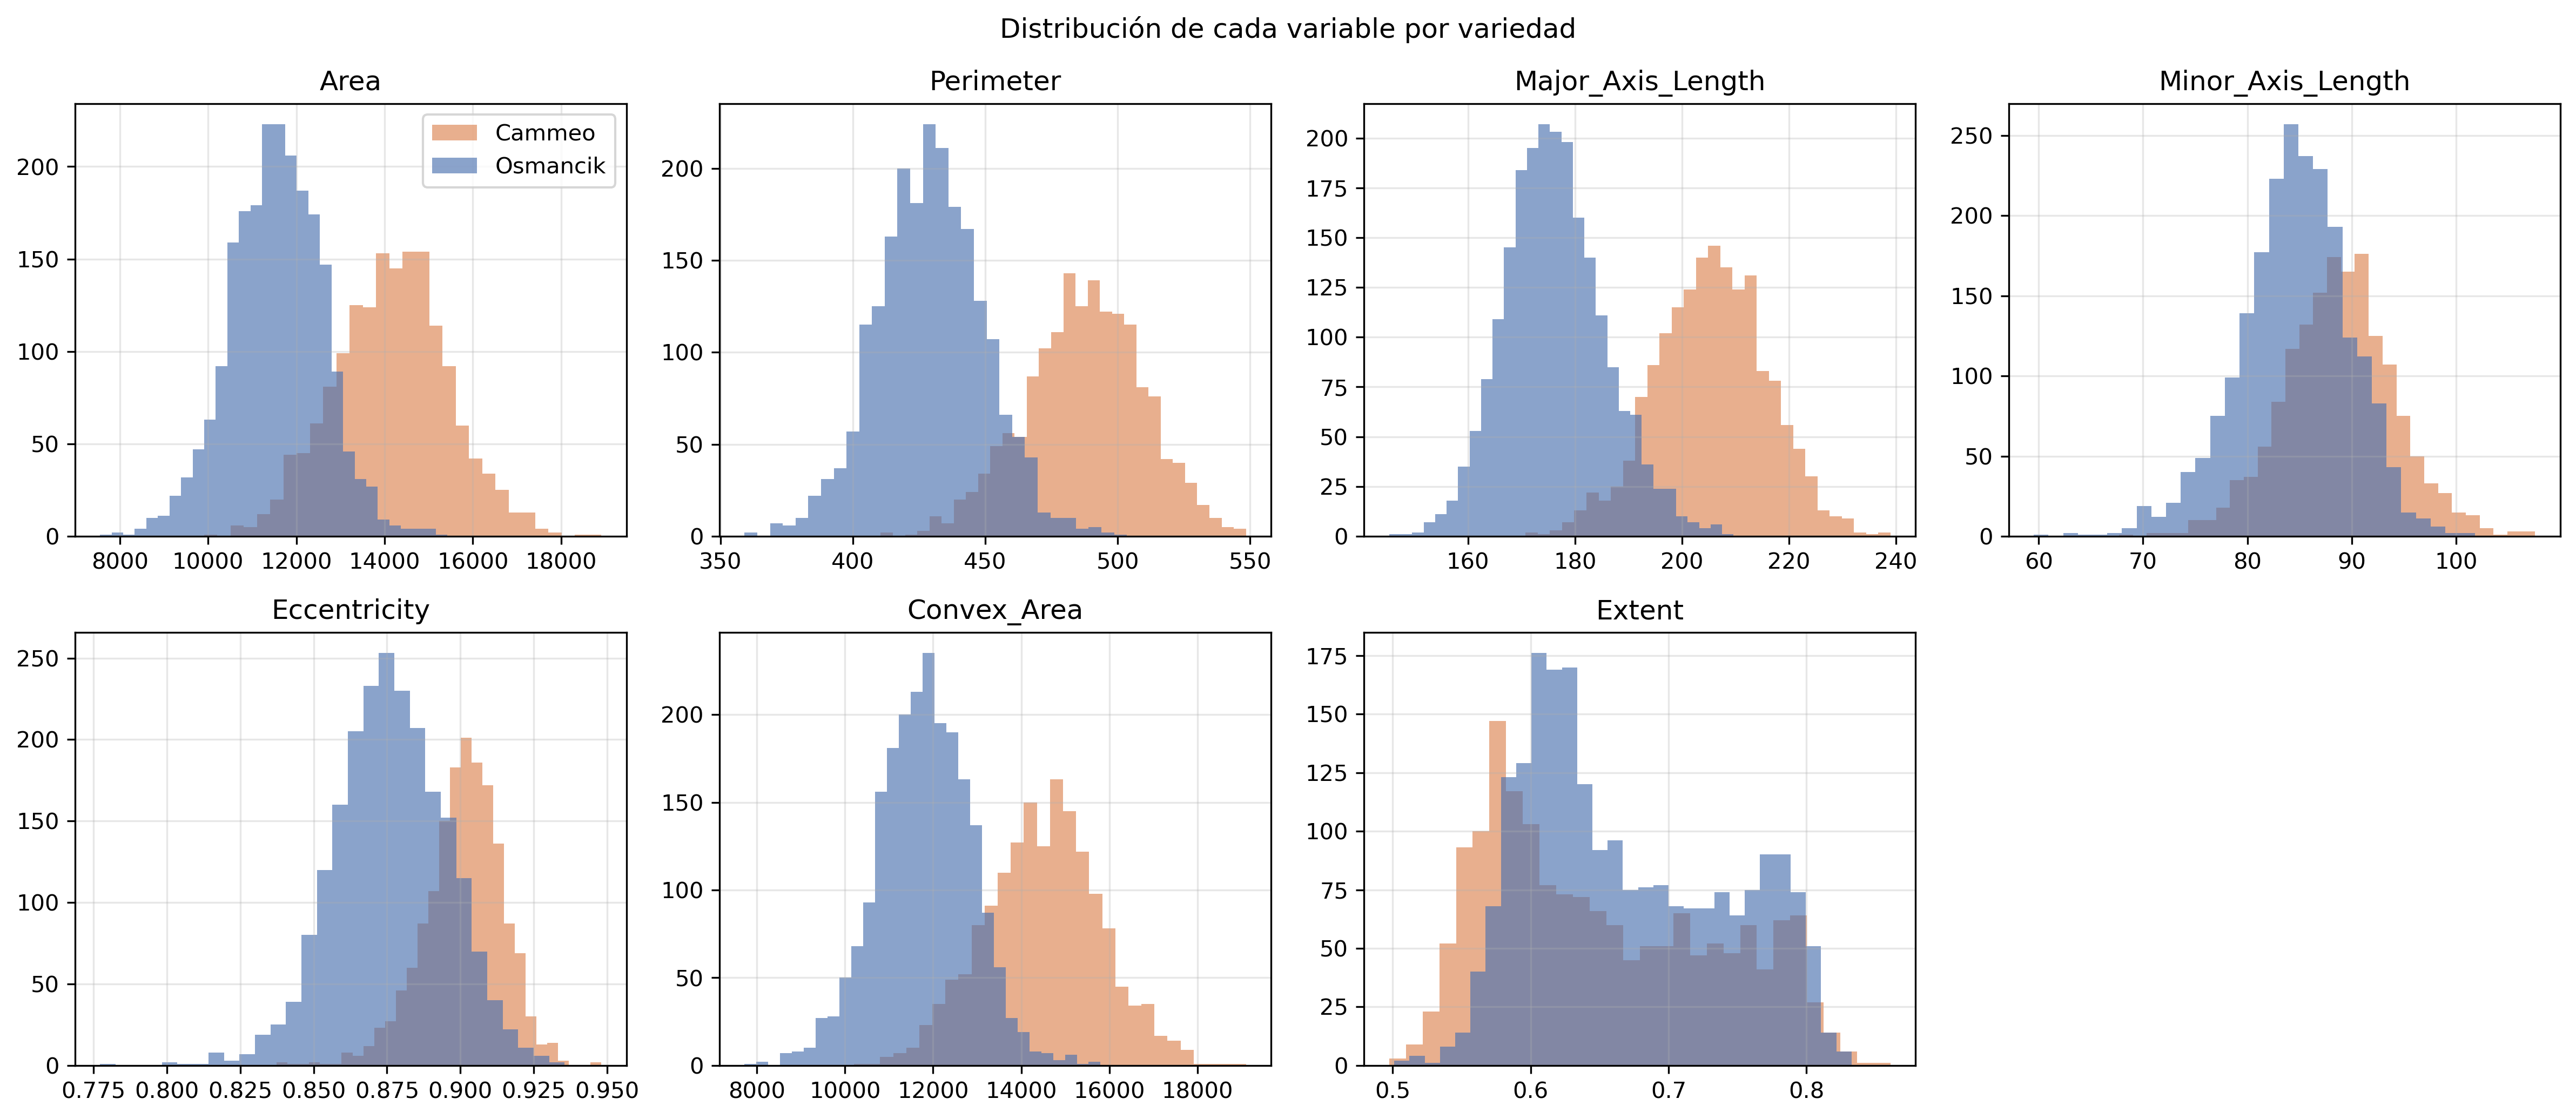 Distribución de cada variable por variedad
Area
Perimeter
Major_Axis_Length
Minor_Axis_Length
Cammeo
Osmancik
200
150
100
50
0
8000 10000 12000 14000 16000 18000
200
150
100
50
0
350 400 450 500 550
200
175
150
125
100
75
50
25
0
160 180 200 220 240
250
200
150
100
50
0
60 70 80 90 100
Eccentricity
Convex_Area
Extent
250
200
150
100
50
0
0.775 0.800 0.825 0.850 0.875 0.900 0.925 0.950
200
150
100
50
0
8000 10000 12000 14000 16000 18000
175
150
125
100
75
50
25
0
0.5 0.6 0.7 0.8